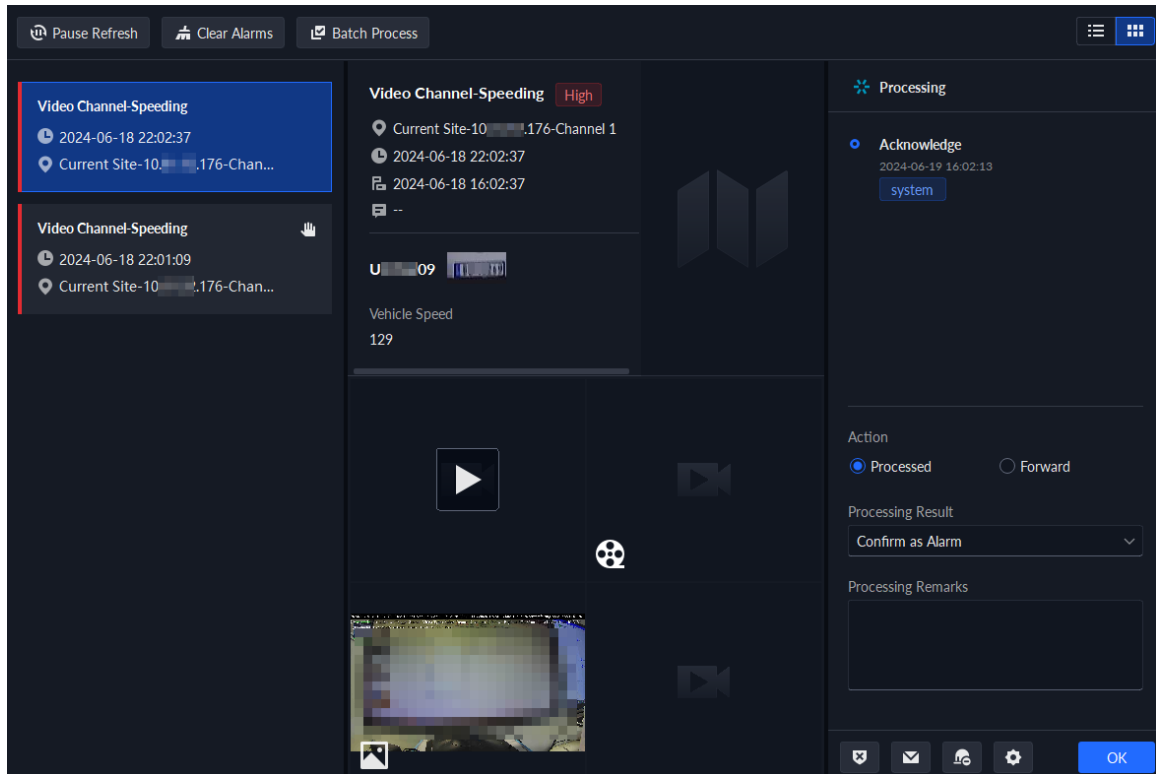 Pause Refresh
Clear Alarms
Batch Process
Video Channel-Speeding
2024-06-18 22:02:37
Current Site-10. .176-Chan...
Video Channel-Speeding
2024-06-18 22:01:09
Current Site-10 .176-Chan...
Video Channel-Speeding High
Current Site-10 .176-Channel 1
2024-06-18 22:02:37
2024-06-18 16:02:37
--
U 09
Vehicle Speed
129
Processing
Acknowledge
2024-06-19 16:02:13
system
Action
Processed
Forward
Processing Result
Confirm as Alarm
Processing Remarks
OK